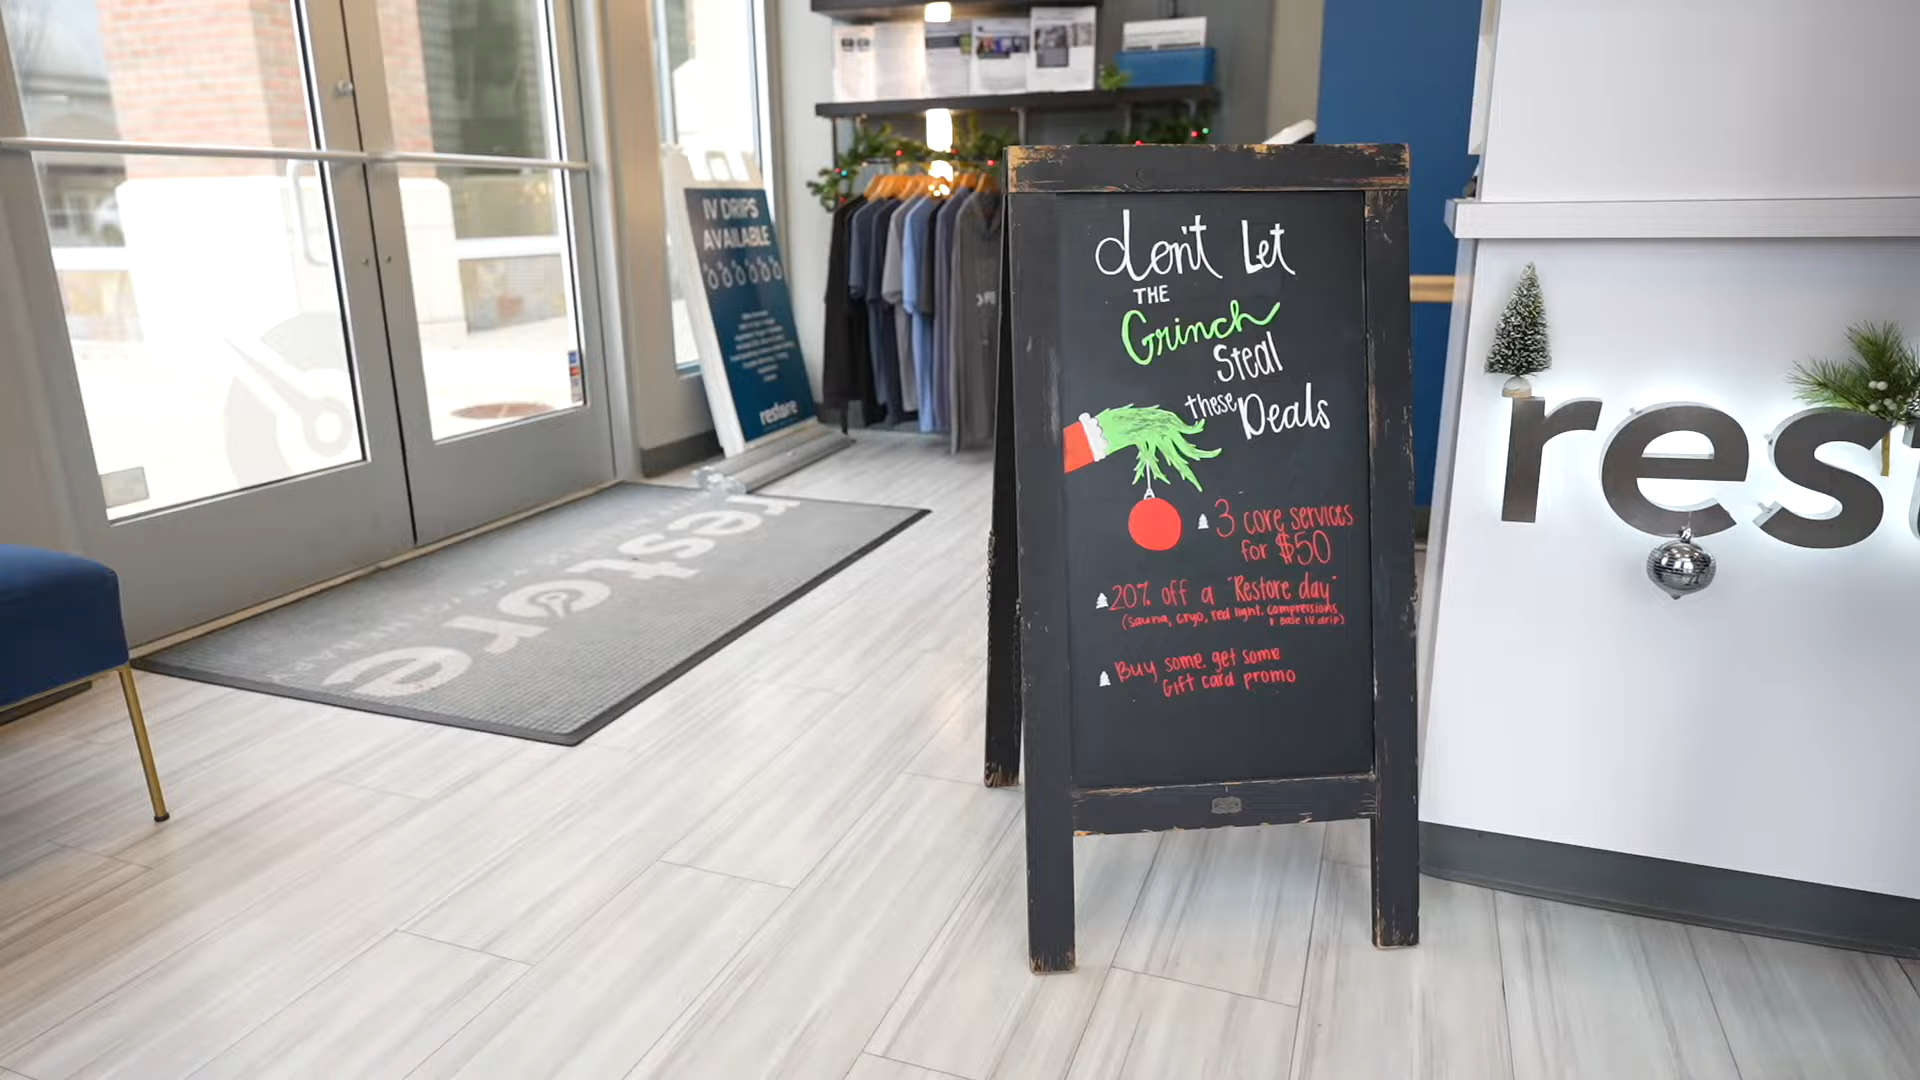 IV DRIPS
AVAILABLE
restore
restore
don't Let
THE
Grinch
Steal
these Deals
3 core services
for $50
20% off a "Restore day"
(sauna, cryo, red light, compressions,
& Base IV drip)
Buy some, get some
Gift card promo
res